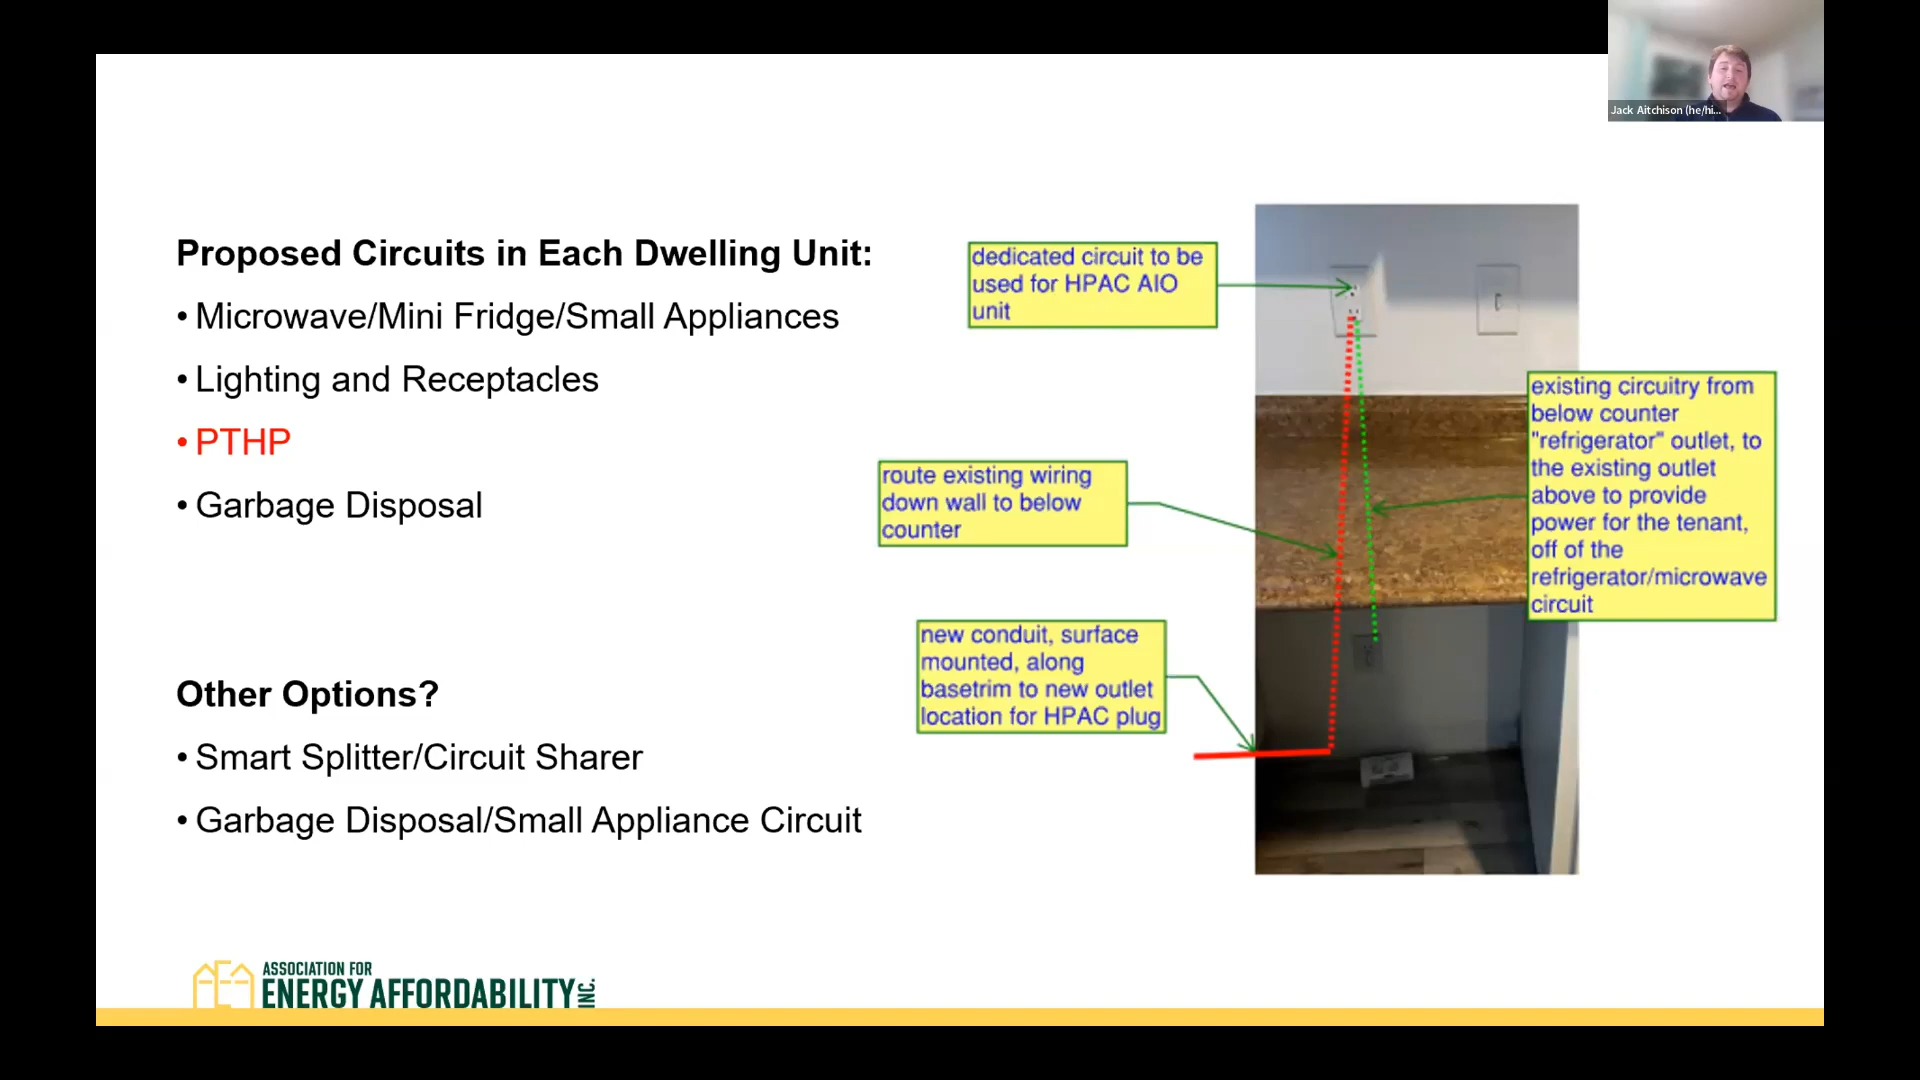 Jack Aitchison (he/hi...
Proposed Circuits in Each Dwelling Unit:
• Microwave/Mini Fridge/Small Appliances
• Lighting and Receptacles
• PTHP
• Garbage Disposal
Other Options?
• Smart Splitter/Circuit Sharer
• Garbage Disposal/Small Appliance Circuit
dedicated circuit to be
used for HPAC AIO
unit
route existing wiring
down wall to below
counter
new conduit, surface
mounted, along
basetrim to new outlet
location for HPAC plug
existing circuitry from
below counter
"refrigerator" outlet, to
the existing outlet
above to provide
power for the tenant,
off of the
refrigerator/microwave
circuit
ASSOCIATION FOR
ENERGY AFFORDABILITY INC.